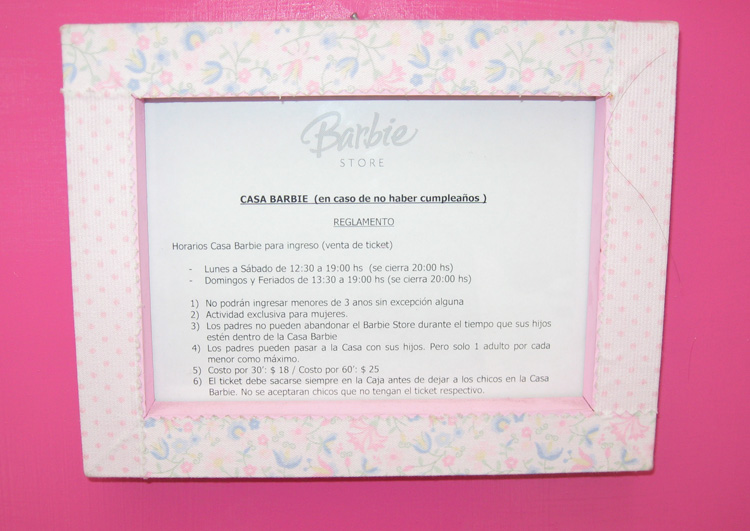 Barbie
STORE
CASA BARBIE (en caso de no haber cumpleaños )
REGLAMENTO
Horarios Casa Barbie para ingreso (venta de ticket)
- Lunes a Sábado de 12:30 a 19:00 hs (se cierra 20:00 hs)
- Domingos y Feriados de 13:30 a 19:00 hs (se cierra 20:00 hs)
1) No podrán ingresar menores de 3 anos sin excepción alguna
2) Actividad exclusiva para mujeres.
3) Los padres no pueden abandonar el Barbie Store durante el tiempo que sus hijos
estén dentro de la Casa Barbie
4) Los padres pueden pasar a la Casa con sus hijos. Pero solo 1 adulto por cada
menor como máximo.
5) Costo por 30': $ 18 / Costo por 60': $ 25
6) El ticket debe sacarse siempre en la Caja antes de dejar a los chicos en la Casa
Barbie. No se aceptaran chicos que no tengan el ticket respectivo.